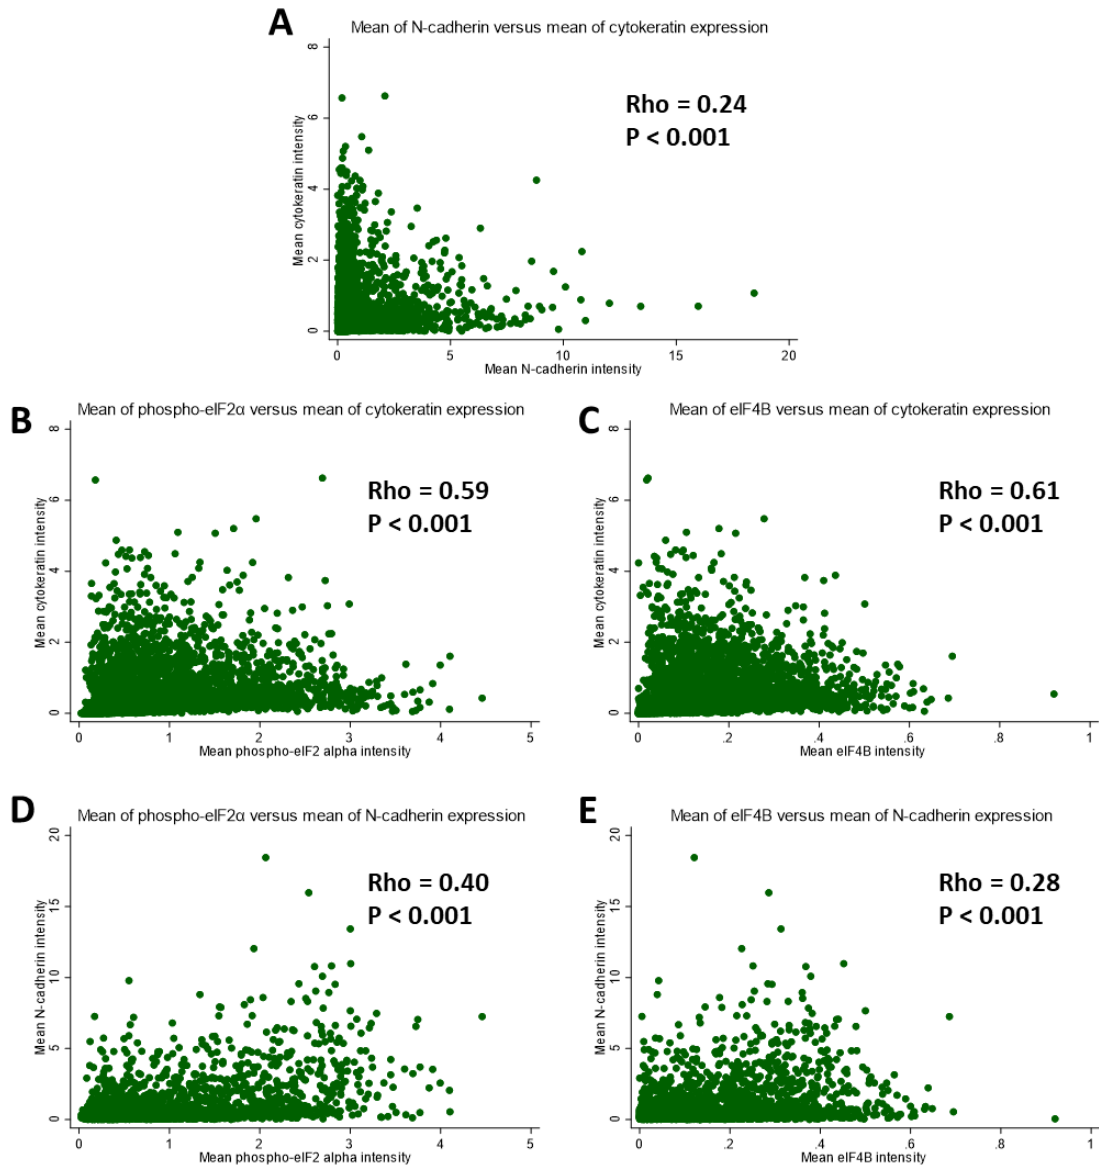 A
Mean of N-cadherin versus mean of cytokeratin expression
Rho = 0.24
P < 0.001
Mean cytokeratin intensity
8
6
4
2
0
0 5 10 15 20
Mean N-cadherin intensity
B
Mean of phospho-eIF2α versus mean of cytokeratin expression
Rho = 0.59
P < 0.001
Mean cytokeratin intensity
8
6
4
2
0
0 1 2 3 4 5
Mean phospho-eIF2 alpha intensity
C
Mean of eIF4B versus mean of cytokeratin expression
Rho = 0.61
P < 0.001
Mean cytokeratin intensity
8
6
4
2
0
0 .2 .4 .6 .8 1
Mean eIF4B intensity
D
Mean of phospho-eIF2α versus mean of N-cadherin expression
Rho = 0.40
P < 0.001
Mean N-cadherin intensity
20
15
10
5
0
0 1 2 3 4 5
Mean phospho-eIF2 alpha intensity
E
Mean of eIF4B versus mean of N-cadherin expression
Rho = 0.28
P < 0.001
Mean N-cadherin intensity
20
15
10
5
0
0 .2 .4 .6 .8 1
Mean eIF4B intensity